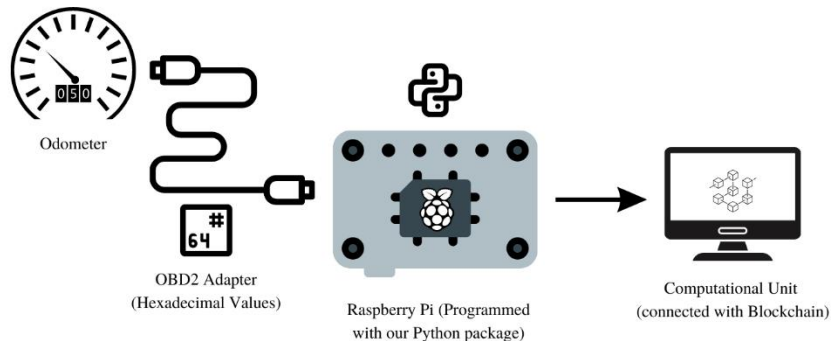 050
Odometer
#
64
OBD2 Adapter
(Hexadecimal Values)
Raspberry Pi (Programmed
with our Python package)
Computational Unit
(connected with Blockchain)